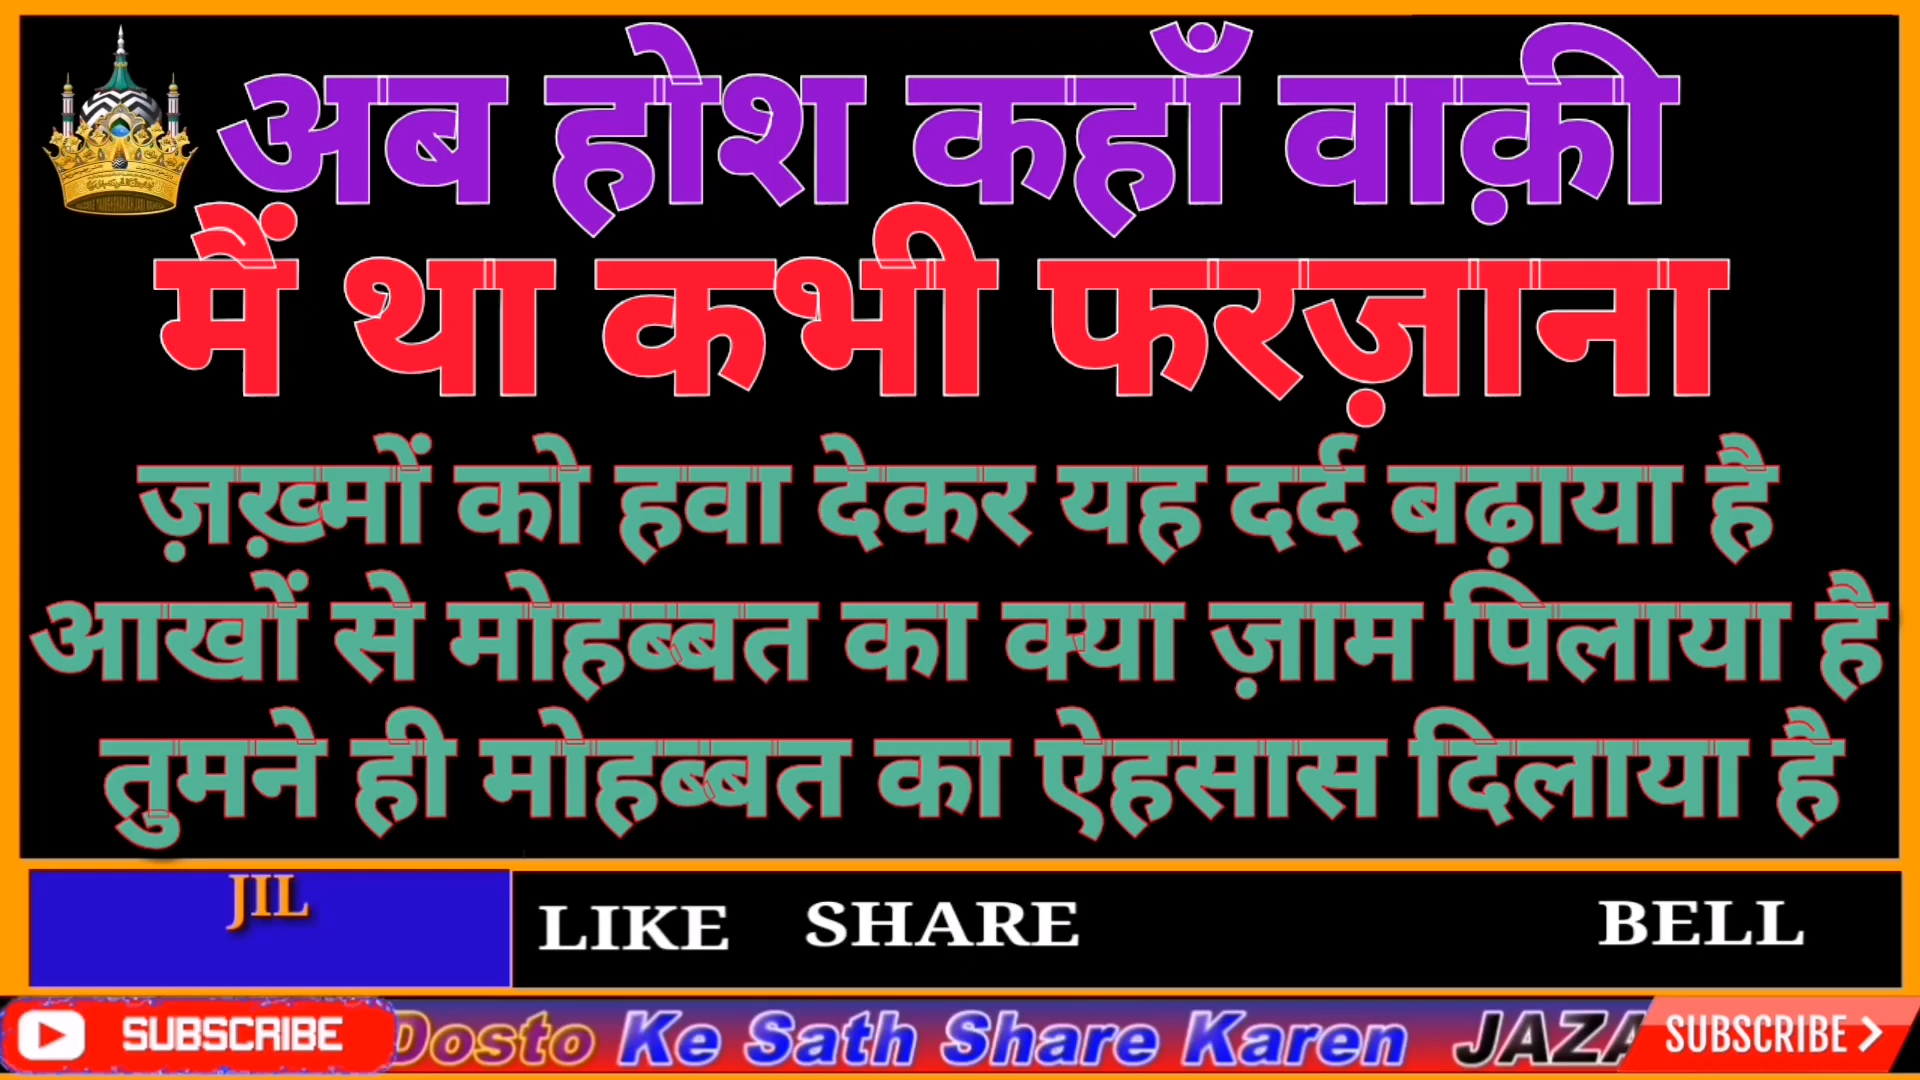 अब होश कहाँ वाक़ी
मैं था कभी फरज़ाना
ज़ख़्मों को हवा देकर यह दर्द बढ़ाया है
आखों से मोहब्बत का क्या ज़ाम पिलाया है
तुमने ही मोहब्बत का ऐहसास दिलाया है
JIL
LIKE SHARE BELL
SUBSCRIBE Dosto Ke Sath Share Karen JAZA SUBSCRIBE